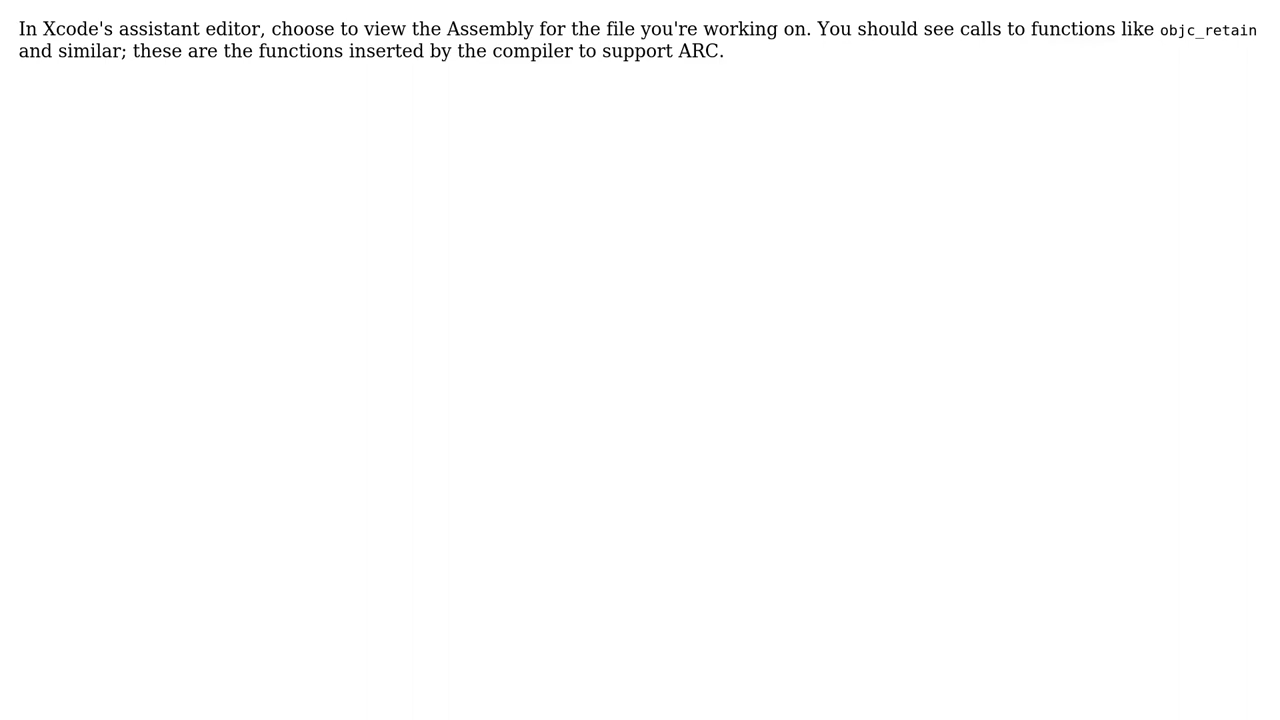 In Xcode's assistant editor, choose to view the Assembly for the file you're working on. You should see calls to functions like objc_retain
and similar; these are the functions inserted by the compiler to support ARC.